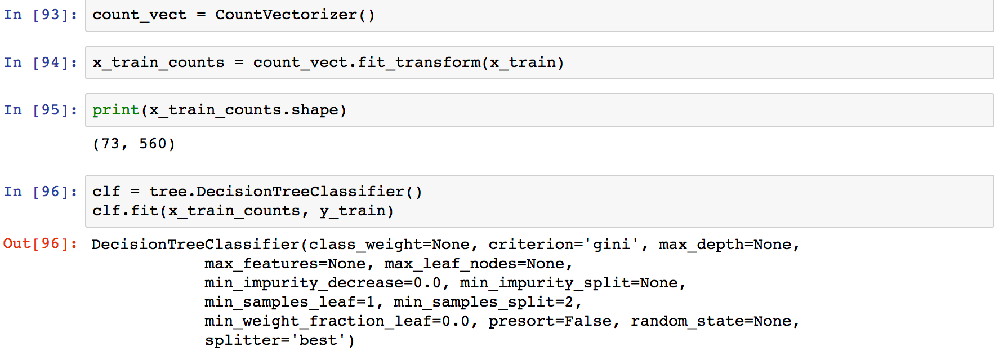 In [93]: count_vect = CountVectorizer()
In [94]: x_train_counts = count_vect.fit_transform(x_train)
In [95]: print(x_train_counts.shape)
(73, 560)
In [96]: clf = tree.DecisionTreeClassifier()
clf.fit(x_train_counts, y_train)
Out[96]: DecisionTreeClassifier(class_weight=None, criterion='gini', max_depth=None,
max_features=None, max_leaf_nodes=None,
min_impurity_decrease=0.0, min_impurity_split=None,
min_samples_leaf=1, min_samples_split=2,
min_weight_fraction_leaf=0.0, presort=False, random_state=None,
splitter='best')